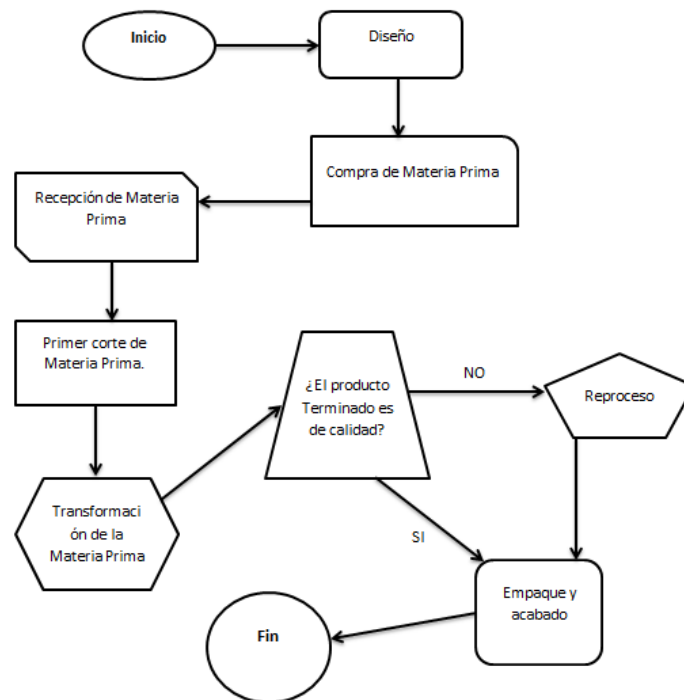 Inicio
Diseño
Compra de Materia Prima
Recepción de Materia
Prima
Primer corte de
Materia Prima.
Transformaci
ón de la
Materia Prima
¿El producto
Terminado es
de calidad?
NO
Reproceso
SI
Empaque y
acabado
Fin